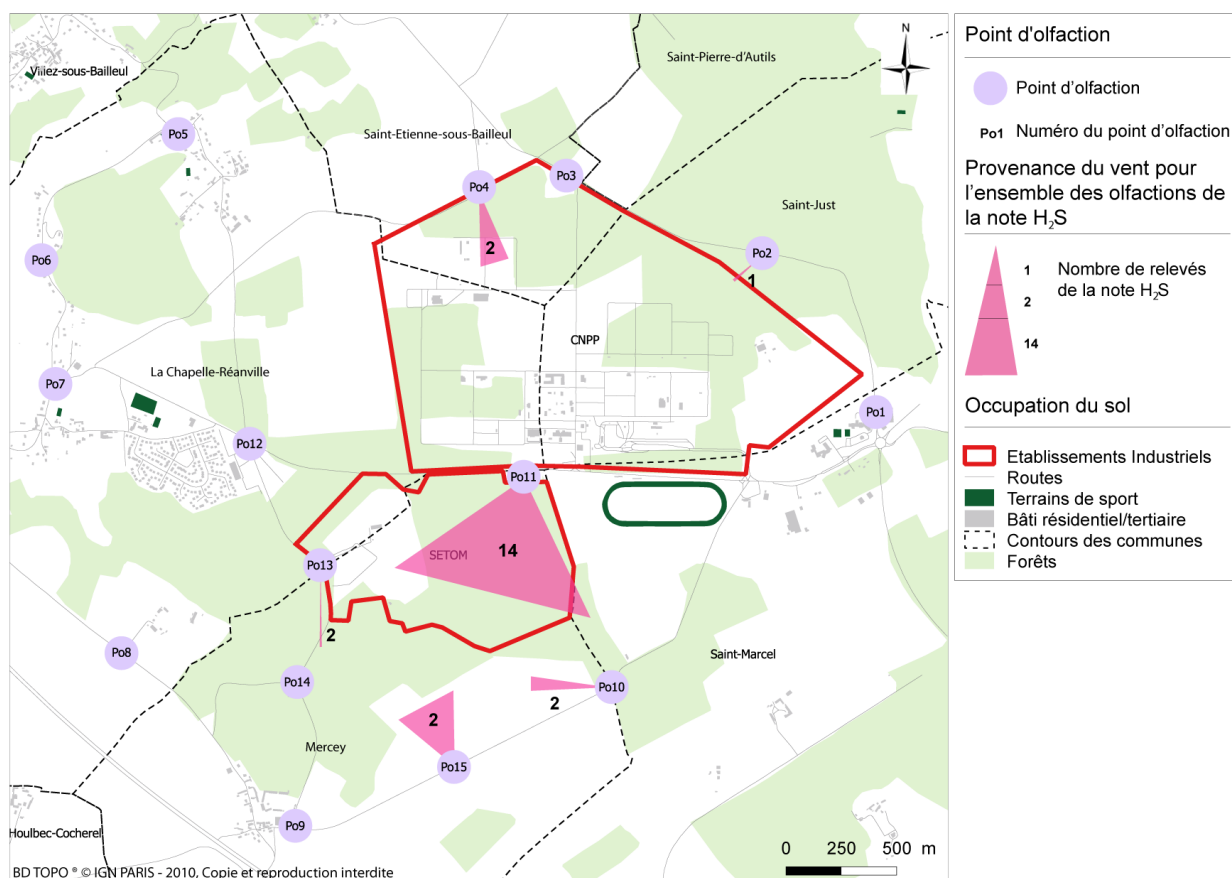 N
Saint-Pierre-d'Autils
Villez-sous-Bailleul
Saint-Etienne-sous-Bailleul
Po5
Po3
Po4
Saint-Just
2
Po2
Po6
1
CNPP
La Chapelle-Réanville
Po7
Po1
Po12
Po11
SETOM
14
Po13
2
Po8
Saint-Marcel
Po14
Po10
2
2
Mercey
Po15
Po9
Houlbec-Cocherel
0 250 500 m
BD TOPO ® © IGN PARIS - 2010, Copie et reproduction interdite
Point d'olfaction
Point d'olfaction
Po1 Numéro du point d'olfaction
Provenance du vent pour
l'ensemble des olfactions de
la note H₂S
1
2
14
Nombre de relevés
de la note H₂S
Occupation du sol
Etablissements Industriels
Routes
Terrains de sport
Bâti résidentiel/tertiaire
Contours des communes
Forêts